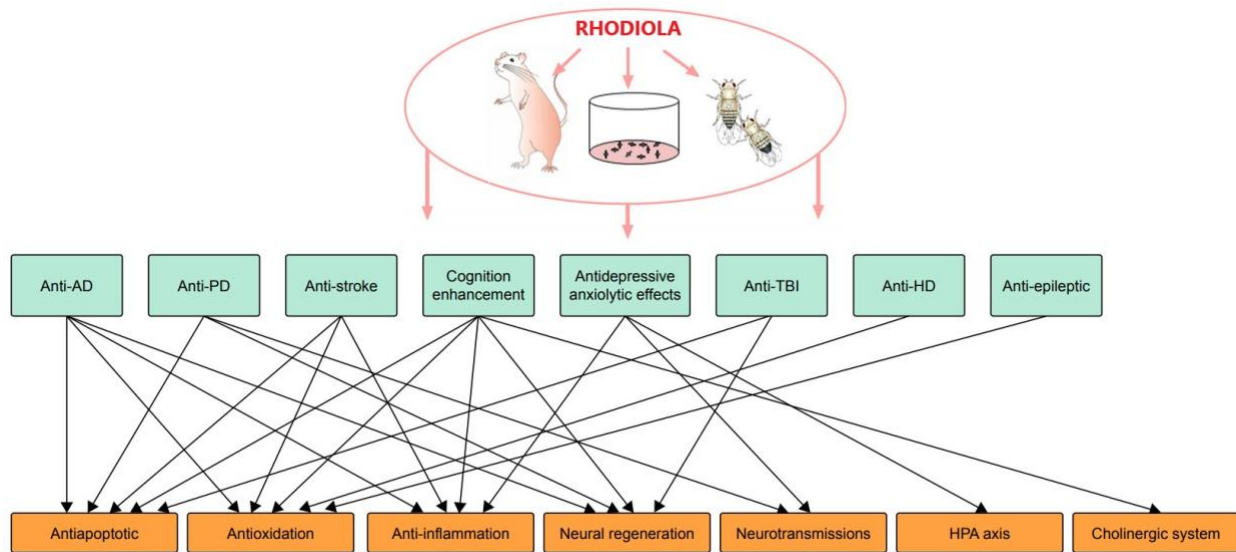 RHODIOLA
Anti-AD
Anti-PD
Anti-stroke
Cognition
enhancement
Antidepressive
anxiolytic effects
Anti-TBI
Anti-HD
Anti-epileptic
Antiapoptotic
Antioxidation
Anti-inflammation
Neural regeneration
Neurotransmissions
HPA axis
Cholinergic system